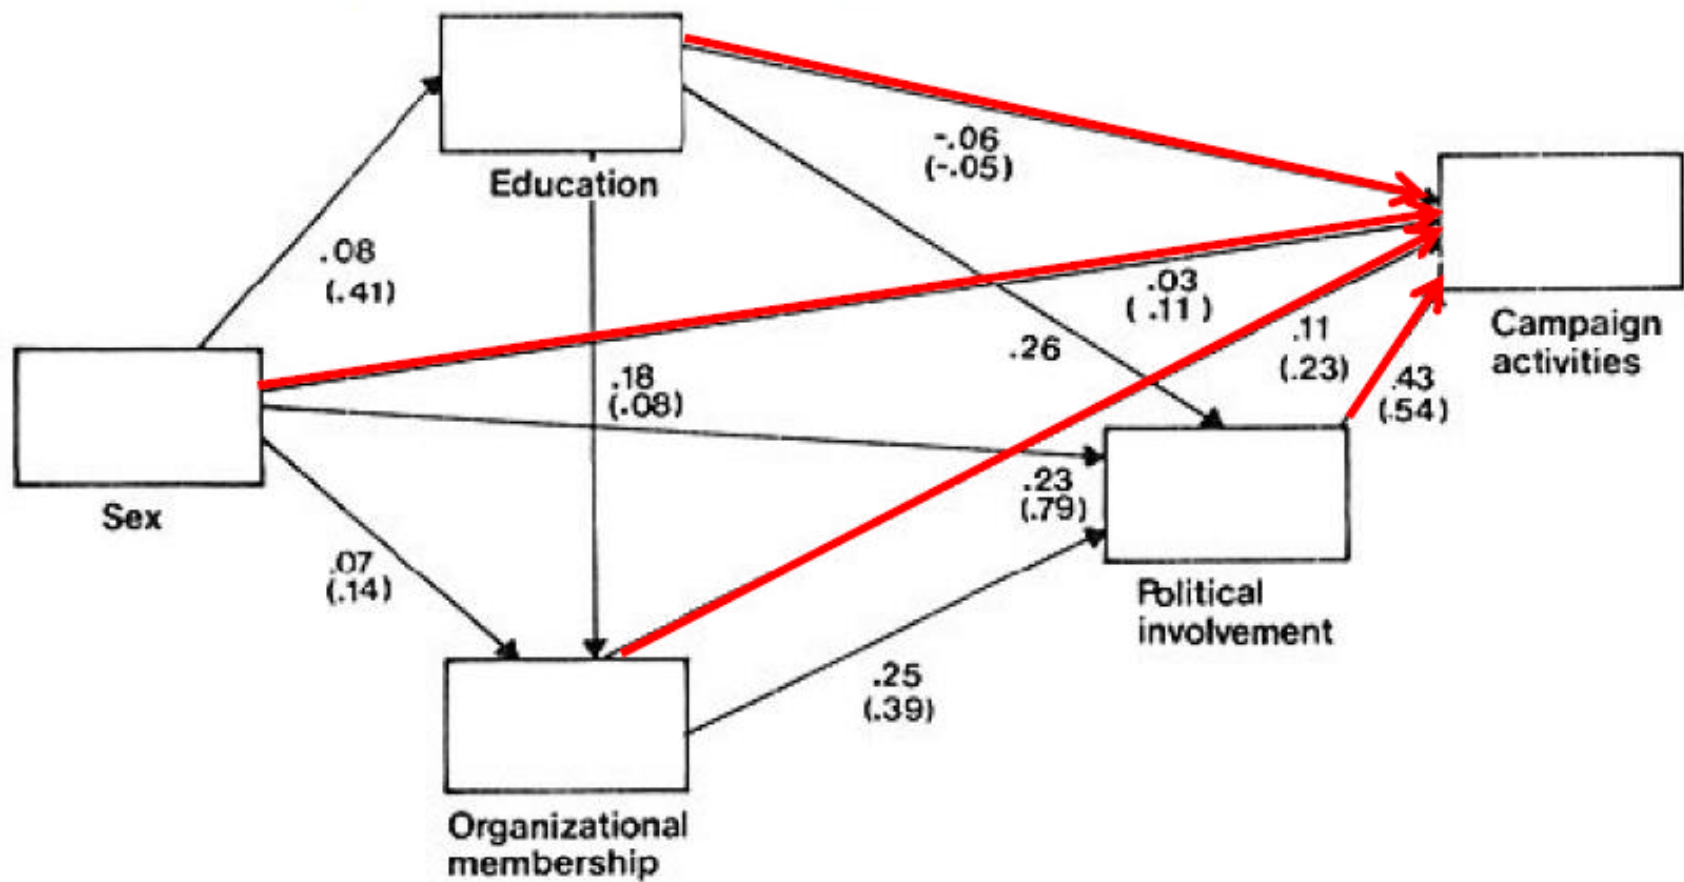 -.06
(-.05)
Education
.08
(.41)
.03
(.11)
Campaign
activities
.11
(.23)
.26
.18
(.08)
.43
(.54)
Sex
.23
(.79)
.07
(.14)
Political
involvement
.25
(.39)
Organizational
membership